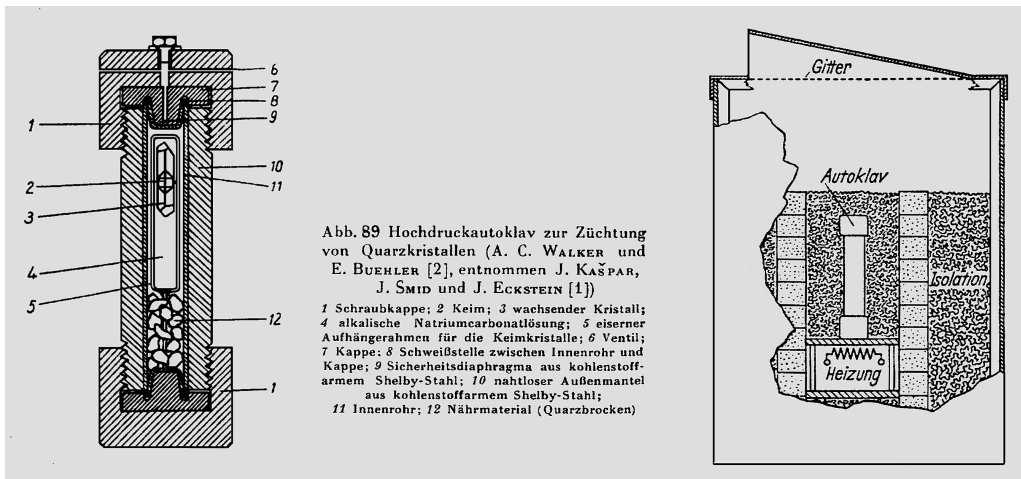 6
7
8
9
1
10
2
11
3
4
5
12
1
Abb. 89 Hochdruckautoklav zur Züchtung
von Quarzkristallen (A. C. WALKER und
E. BUEHLER [2], entnommen J. KAŠPAR,
J. SMID und J. ECKSTEIN [1])
1 Schraubkappe; 2 Keim; 3 wachsender Kristall;
4 alkalische Natriumcarbonatlösung; 5 eiserner
Aufhängerahmen für die Keimkristalle; 6 Ventil;
7 Kappe; 8 Schweißstelle zwischen Innenrohr und
Kappe; 9 Sicherheitsdiaphragma aus kohlenstoff-
armem Shelby-Stahl; 10 nahtloser Außenmantel
aus kohlenstoffarmem Shelby-Stahl;
11 Innenrohr; 12 Nährmaterial (Quarzbrocken)
Gitter
Autoklav
Isolation
Heizung